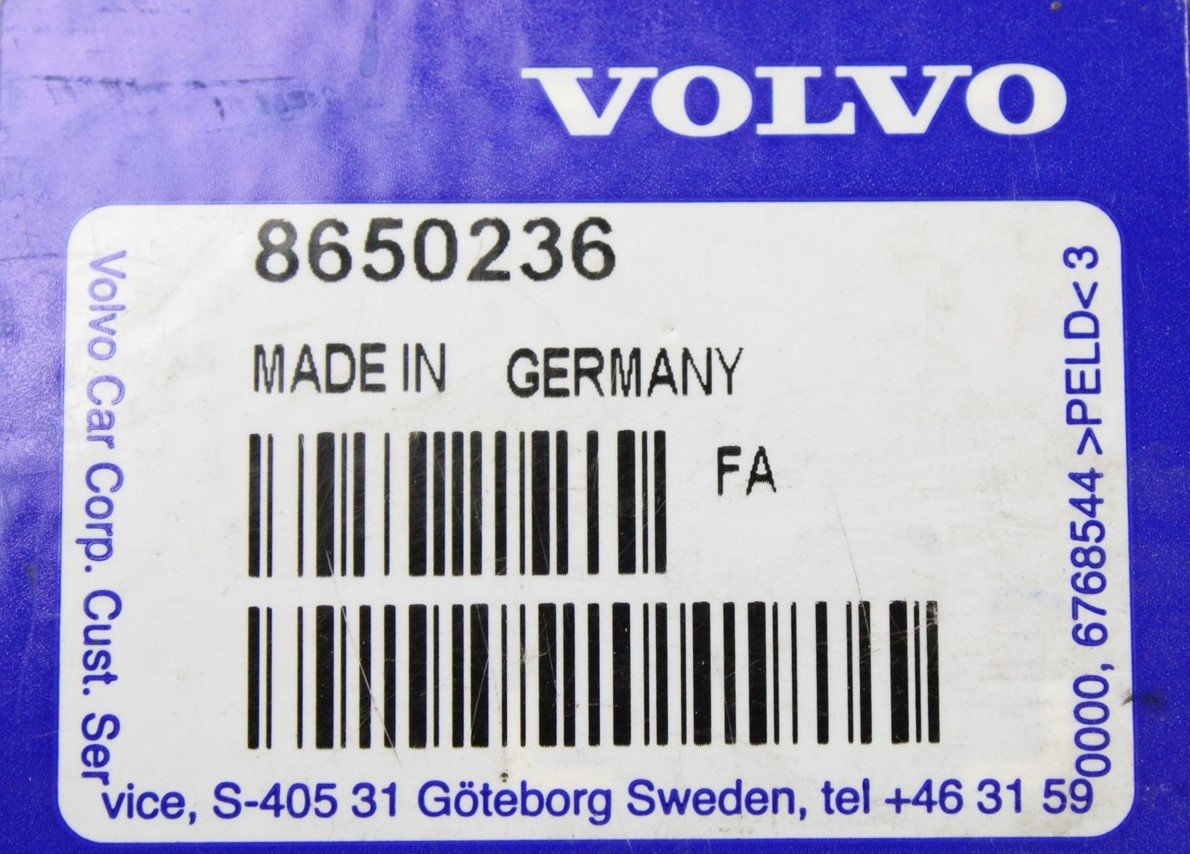 VOLVO
8650236
MADE IN GERMANY
FA
Volvo Car Corp. Cust. Ser
vice, S-405 31 Göteborg Sweden, tel +46 31 59
0000, 6768544 >PELD< 3